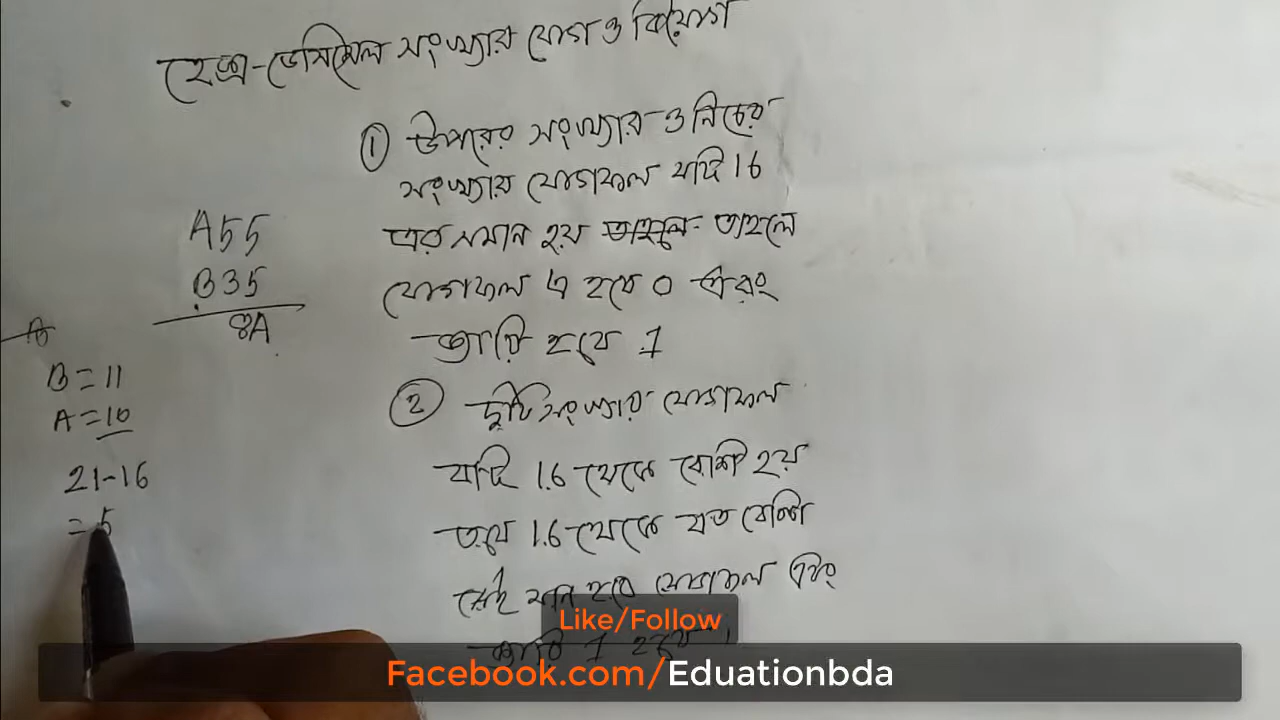 হেক্সা-ডেসিমেল সংখ্যার যোগ ও বিয়োগ
① উপরের সংখ্যার ও নিচের
সংখ্যার যোগফল যদি 16
এর সমান হয় তাহলে
যোগফল এ হবে 0 এবং
ক্যারি হবে 1
② দুটি সংখ্যার যোগফল
যদি 16 থেকে বেশি হয়
তবে 16 থেকে যত বেশি
সেই মান হবে যোগফল এবং
ক্যারি 1 হবে।
A55
B35
8A
B = 11
A = 10
21-16
= 5
Like/Follow
Facebook.com/Eduationbda